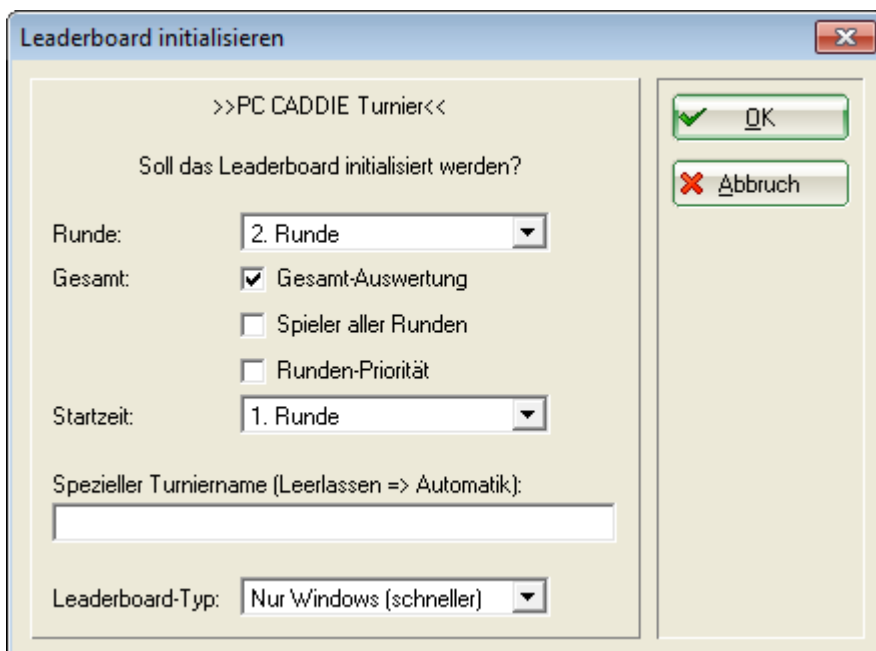 Leaderboard initialisieren
>>PC CADDIE Turnier<<
Soll das Leaderboard initialisiert werden?
Runde: 2. Runde
Gesamt: Gesamt-Auswertung
Spieler aller Runden
Runden-Priorität
Startzeit: 1. Runde
Spezieller Turniername (Leerlassen => Automatik):
Leaderboard-Typ: Nur Windows (schneller)
OK
Abbruch